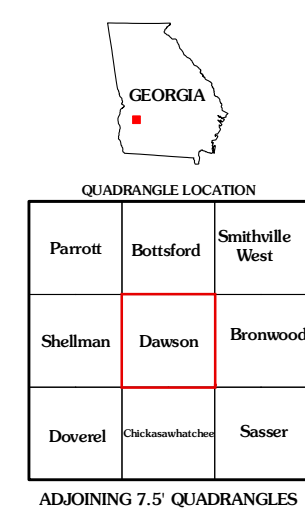 GEORGIA
QUADRANGLE LOCATION
Parrott
Bottsford
Smithville
West
Shellman
Dawson
Bronwood
Doverel
Chickasawhatchee
Sasser
ADJOINING 7.5' QUADRANGLES